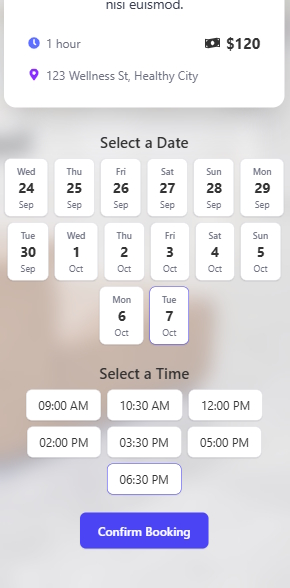 nisi euismod.
1 hour
$120
123 Wellness St, Healthy City
Select a Date
Wed Thu Fri Sat Sun Mon
24 25 26 27 28 29
Sep Sep Sep Sep Sep Sep
Tue Wed Thu Fri Sat Sun
30 1 2 3 4 5
Sep Oct Oct Oct Oct Oct
Mon Tue
6 7
Oct Oct
Select a Time
09:00 AM 10:30 AM 12:00 PM
02:00 PM 03:30 PM 05:00 PM
06:30 PM
Confirm Booking